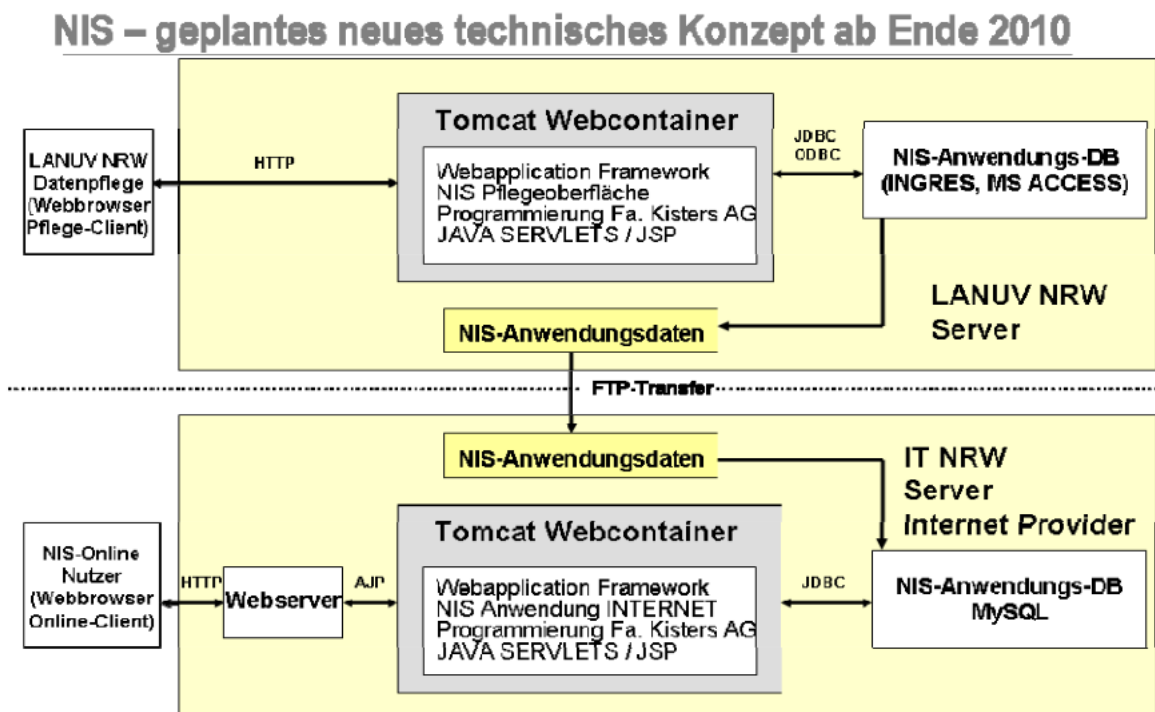 NIS – geplantes neues technisches Konzept ab Ende 2010
LANUV NRW
Datenpflege
(Webbrowser
Pflege-Client)
HTTP
Tomcat Webcontainer
Webapplication Framework
NIS Pflegeoberfläche
Programmierung Fa. Kisters AG
JAVA SERVLETS / JSP
JDBC
ODBC
NIS-Anwendungs-DB
(INGRES, MS ACCESS)
LANUV NRW
Server
NIS-Anwendungsdaten
FTP-Transfer
NIS-Anwendungsdaten
IT NRW
Server
Internet Provider
NIS-Online
Nutzer
(Webbrowser
Online-Client)
HTTP
Webserver
AJP
Tomcat Webcontainer
Webapplication Framework
NIS Anwendung INTERNET
Programmierung Fa. Kisters AG
JAVA SERVLETS / JSP
JDBC
NIS-Anwendungs-DB
MySQL